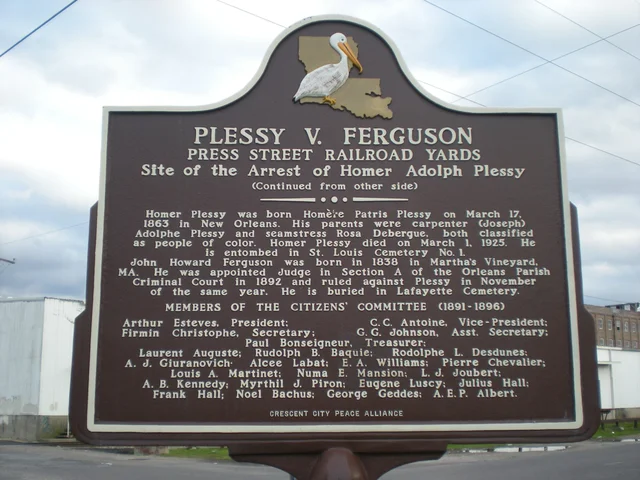 PLESSY V. FERGUSON
PRESS STREET RAILROAD YARDS
Site of the Arrest of Homer Adolph Plessy
(Continued from other side)
Homer Plessy was born Homère Patris Plessy on March 17,
1863 in New Orleans. His parents were carpenter (Joseph)
Adolphe Plessy and seamstress Rosa Debergue, both classified
as people of color. Homer Plessy died on March 1, 1925. He
is entombed in St. Louis Cemetery No. 1.
John Howard Ferguson was born in 1838 in Martha's Vineyard,
MA. He was appointed Judge in Section A of the Orleans Parish
Criminal Court in 1892 and ruled against Plessy in November
of the same year. He is buried in Lafayette Cemetery.
MEMBERS OF THE CITIZENS' COMMITTEE (1891-1896)
Arthur Esteves, President; C.C. Antoine, Vice-President;
Firmin Christophe, Secretary; G.G. Johnson, Asst. Secretary;
Paul Bonseigneur, Treasurer;
Laurent Auguste; Rudolph B. Baquie; Rodolphe L. Desdunes;
A. J. Giuranovich; Alcee Labat; E. A. Williams; Pierre Chevalier;
Louis A. Martinet; Numa E. Mansion; L. J. Joubert;
A. B. Kennedy; Myrthil J. Piron; Eugene Luscy; Julius Hall;
Frank Hall; Noel Bachus; George Geddes; A.E.P. Albert.
CRESCENT CITY PEACE ALLIANCE